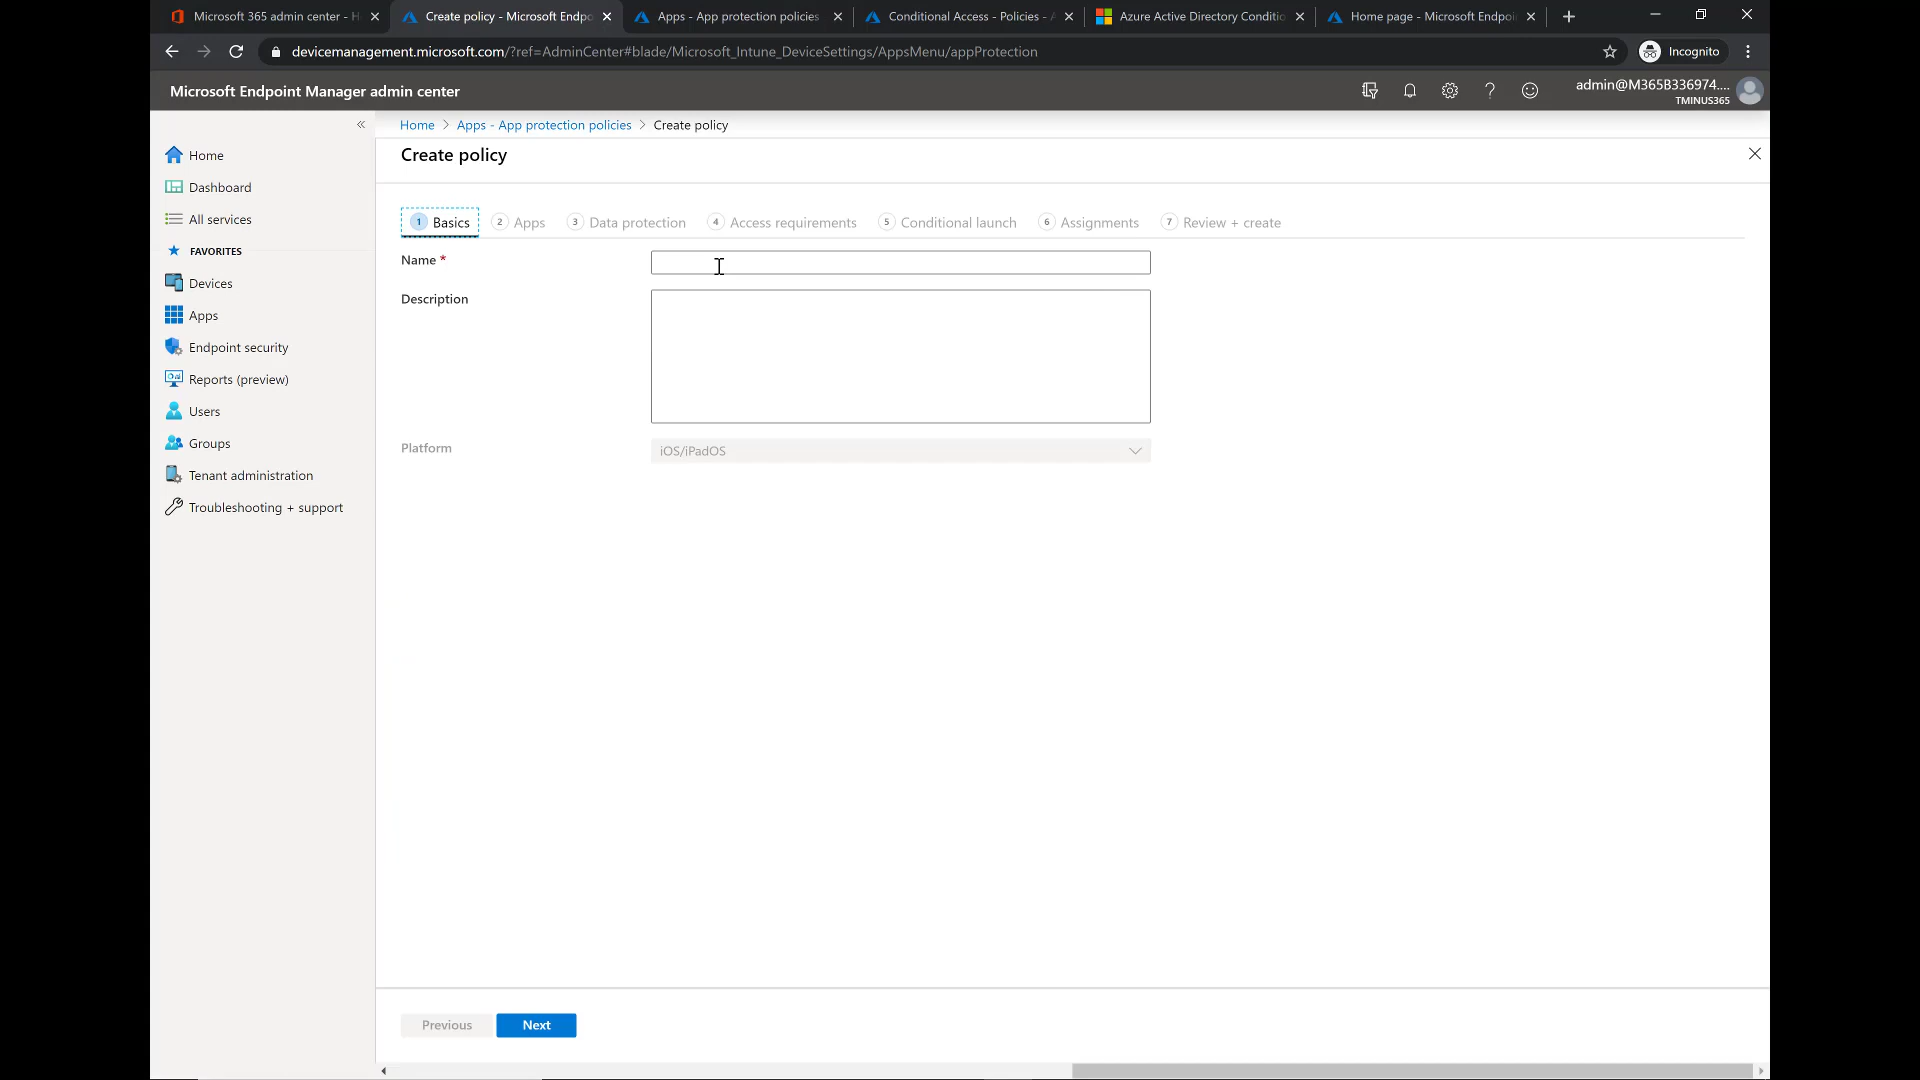 Microsoft 365 admin center - H
Create policy - Microsoft Endpo
Apps - App protection policies
Conditional Access - Policies - A
Azure Active Directory Conditio
Home page - Microsoft Endpoi
devicemanagement.microsoft.com/?ref=AdminCenter#blade/Microsoft_Intune_DeviceSettings/AppsMenu/appProtection
Incognito
Microsoft Endpoint Manager admin center
admin@M365B336974....
TMINUS365
Home > Apps - App protection policies > Create policy
Create policy
Home
Dashboard
All services
FAVORITES
Devices
Apps
Endpoint security
Reports (preview)
Users
Groups
Tenant administration
Troubleshooting + support
1 Basics
2 Apps
3 Data protection
4 Access requirements
5 Conditional launch
6 Assignments
7 Review + create
Name *
Description
Platform
iOS/iPadOS
Previous
Next